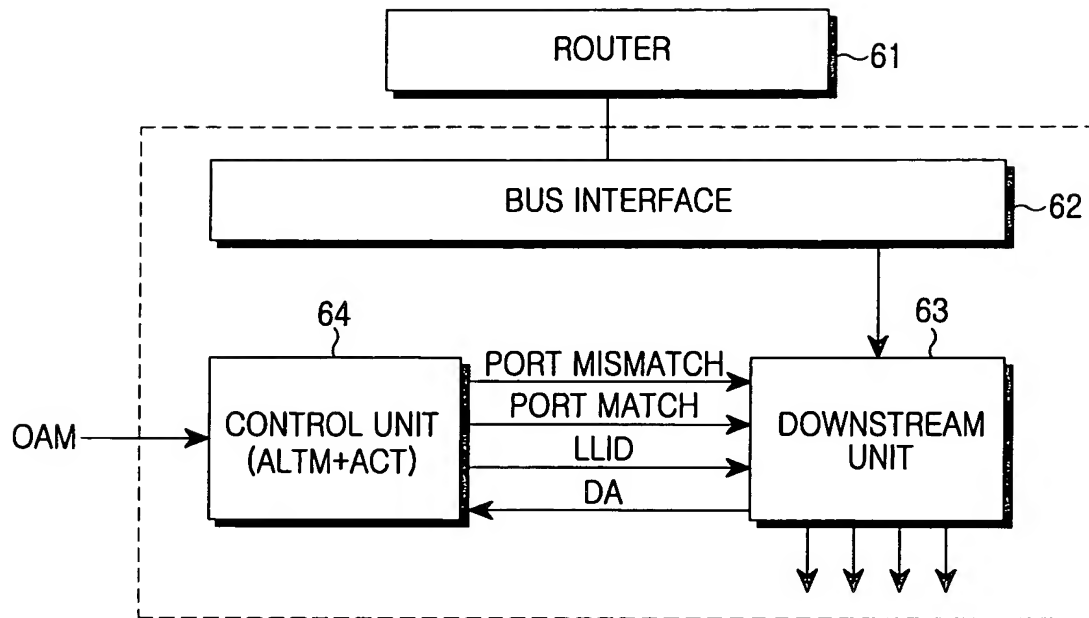 ROUTER
61
BUS INTERFACE
62
64
63
PORT MISMATCH
PORT MATCH
LLID
DA
OAM
CONTROL UNIT
(ALTM+ACT)
DOWNSTREAM
UNIT